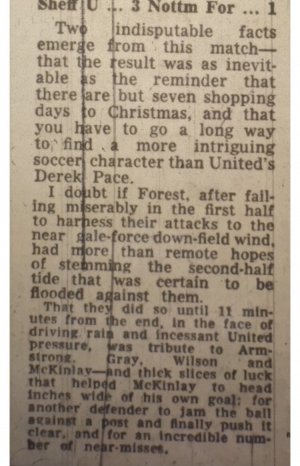 Sheff U ... 3 Nottm For ... 1
Two indisputable facts
emerge from this match—
that the result was as inevit-
able as the reminder that
there are but seven shopping
days to Christmas, and that
you have to go a long way
to find a more intriguing
soccer character than United's
Derek Pace.
I doubt if Forest, after fail-
ing miserably in the first half
to harness their attacks to the
near gale-force down-field wind,
had more than remote hopes
of stemming the second-half
tide that was certain to be
flooded against them.
That they did so until 11 min-
utes from the end, in the face of
driving rain and incessant United
pressure, was tribute to Arm-
strong, Gray, Wilson and
McKinlay—and thick slices of luck
that helped McKinlay to head
inches wide of his own goal; for
another defender to jam the ball
against a post and finally push it
clear, and for an incredible num-
ber of near-misses.